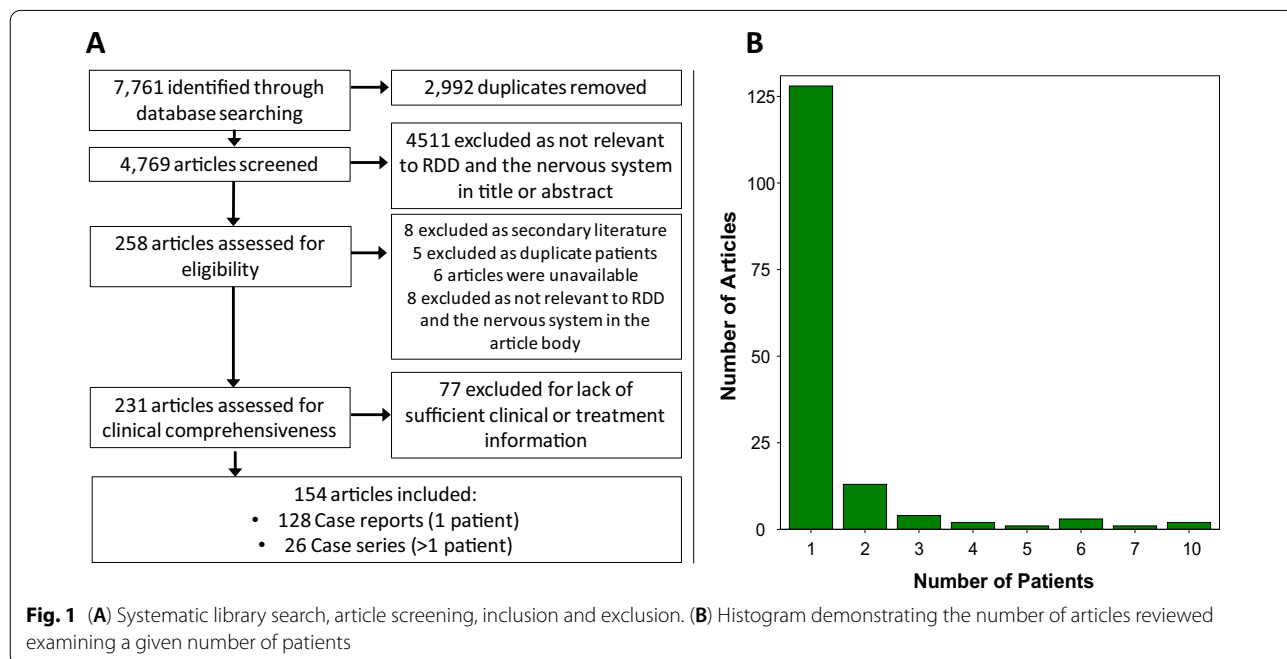 A
7,761 identified through
database searching
2,992 duplicates removed
4,769 articles screened
4511 excluded as not relevant
to RDD and the nervous system
in title or abstract
258 articles assessed for
eligibility
8 excluded as secondary literature
5 excluded as duplicate patients
6 articles were unavailable
8 excluded as not relevant to RDD
and the nervous system in the
article body
231 articles assessed for
clinical comprehensiveness
77 excluded for lack of
sufficient clinical or treatment
information
154 articles included:
• 128 Case reports (1 patient)
• 26 Case series (>1 patient)
B
Number of Articles
125
100
75
50
25
0
1 2 3 4 5 6 7 10
Number of Patients
Fig. 1 (A) Systematic library search, article screening, inclusion and exclusion. (B) Histogram demonstrating the number of articles reviewed
examining a given number of patients